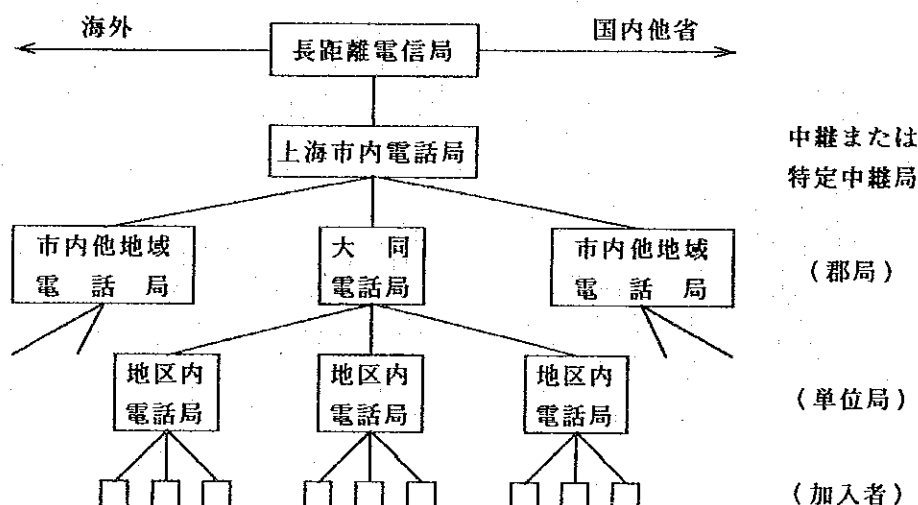 海外
国内他省
長距離電信局
上海市内電話局
中継または
特定中継局
市内他地域
電話局
大同
電話局
市内他地域
電話局
(郡局)
地区内
電話局
地区内
電話局
地区内
電話局
(単位局)
(加入者)